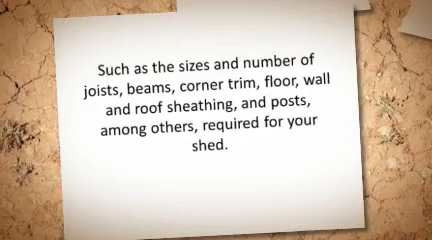 Such as the sizes and number of
joists, beams, corner trim, floor, wall
and roof sheathing, and posts,
among others, required for your
shed.